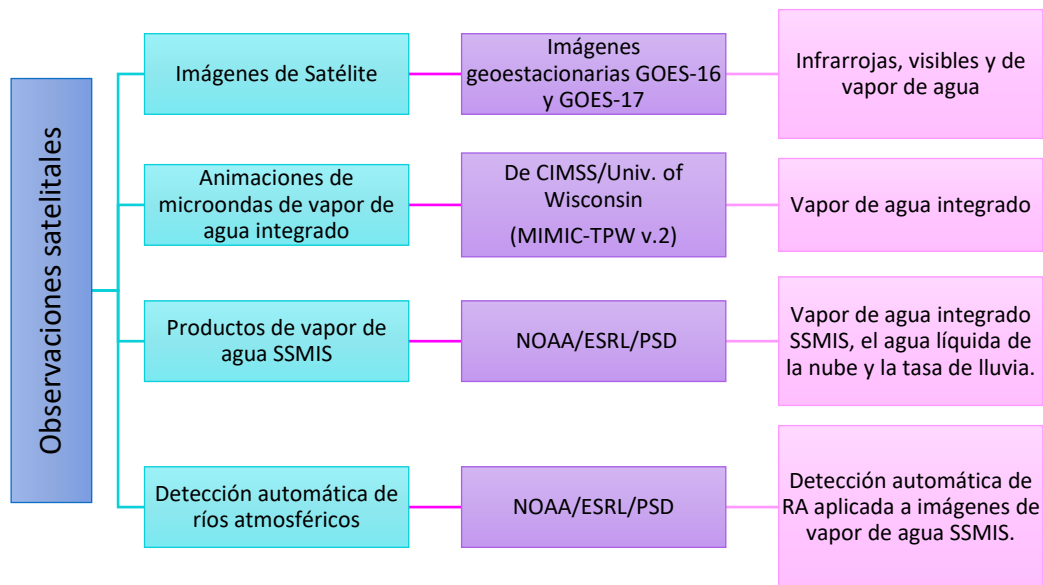 Observaciones satelitales
Imágenes de Satélite
Imágenes
geoestacionarias GOES-16
y GOES-17
Infrarrojas, visibles y de
vapor de agua
Animaciones de
microondas de vapor de
agua integrado
De CIMSS/Univ. of
Wisconsin
(MIMIC-TPW v.2)
Vapor de agua integrado
Productos de vapor de
agua SSMIS
NOAA/ESRL/PSD
Vapor de agua integrado
SSMIS, el agua líquida de
la nube y la tasa de lluvia.
Detección automática de
ríos atmosféricos
NOAA/ESRL/PSD
Detección automática de
RA aplicada a imágenes de
vapor de agua SSMIS.